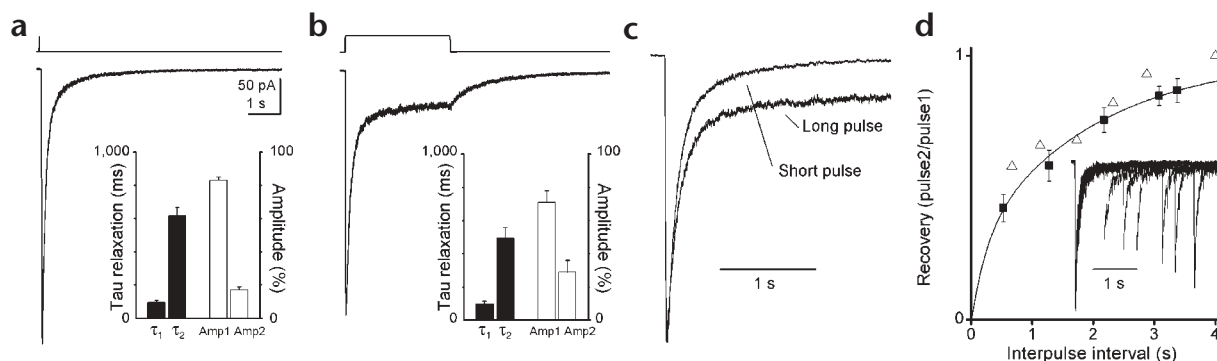 a
50 pA
1 s
1,000
100
Tau relaxation (ms)
Amplitude (%)
0
0
τ1 τ2 Amp1 Amp2
b
1,000
100
Tau relaxation (ms)
Amplitude (%)
0
0
τ1 τ2 Amp1 Amp2
c
Long pulse
Short pulse
1 s
d
1
Recovery (pulse2/pulse1)
1 s
0
0 1 2 3 4
Interpulse interval (s)